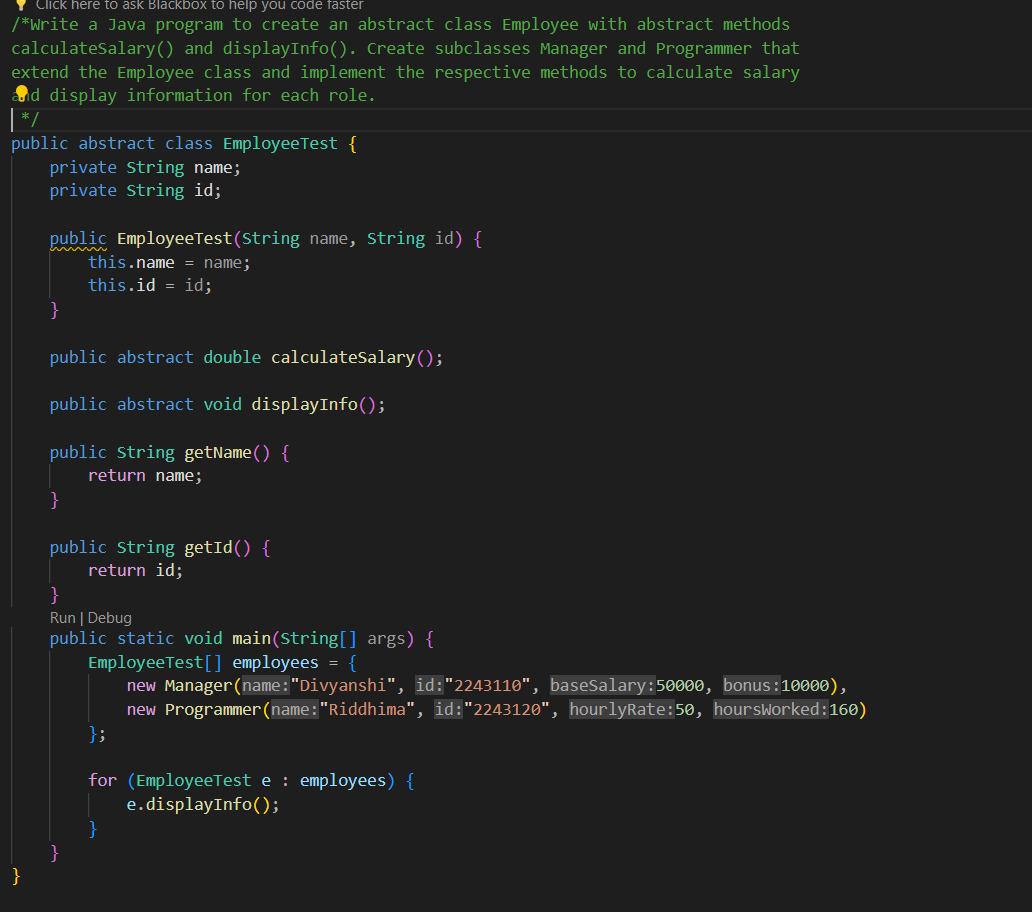 Click here to ask Blackbox to help you code faster
/*Write a Java program to create an abstract class Employee with abstract methods
calculateSalary() and displayInfo(). Create subclasses Manager and Programmer that
extend the Employee class and implement the respective methods to calculate salary
and display information for each role.
 */
public abstract class EmployeeTest {
    private String name;
    private String id;

    public EmployeeTest(String name, String id) {
        this.name = name;
        this.id = id;
    }

    public abstract double calculateSalary();

    public abstract void displayInfo();

    public String getName() {
        return name;
    }

    public String getId() {
        return id;
    }
    Run | Debug
    public static void main(String[] args) {
        EmployeeTest[] employees = {
            new Manager(name:"Divyanshi", id:"2243110", baseSalary:50000, bonus:10000),
            new Programmer(name:"Riddhima", id:"2243120", hourlyRate:50, hoursWorked:160)
        };

        for (EmployeeTest e : employees) {
            e.displayInfo();
        }
    }
}